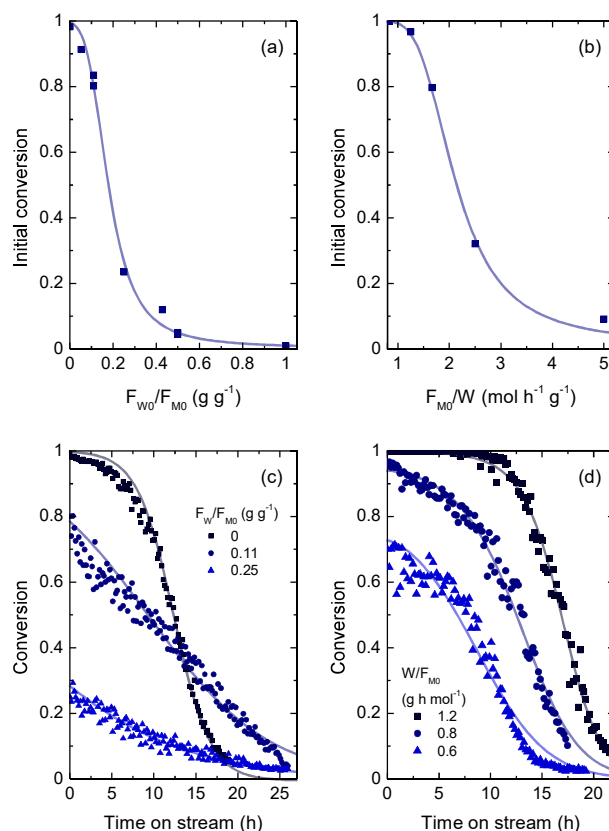 (a)
Initial conversion
1
0.8
0.6
0.4
0.2
0
0 0.2 0.4 0.6 0.8 1.0
F_W0/F_M0 (g g⁻¹)
(b)
Initial conversion
1
0.8
0.6
0.4
0.2
0
1 2 3 4 5
F_M0/W (mol h⁻¹ g⁻¹)
(c)
Conversion
1
0.8
0.6
0.4
0.2
0
F_W/F_M0 (g g⁻¹)
0
0.11
0.25
0 5 10 15 20 25
Time on stream (h)
(d)
Conversion
1
0.8
0.6
0.4
0.2
0
W/F_M0
(g h mol⁻¹)
1.2
0.8
0.6
0 5 10 15 20
Time on stream (h)